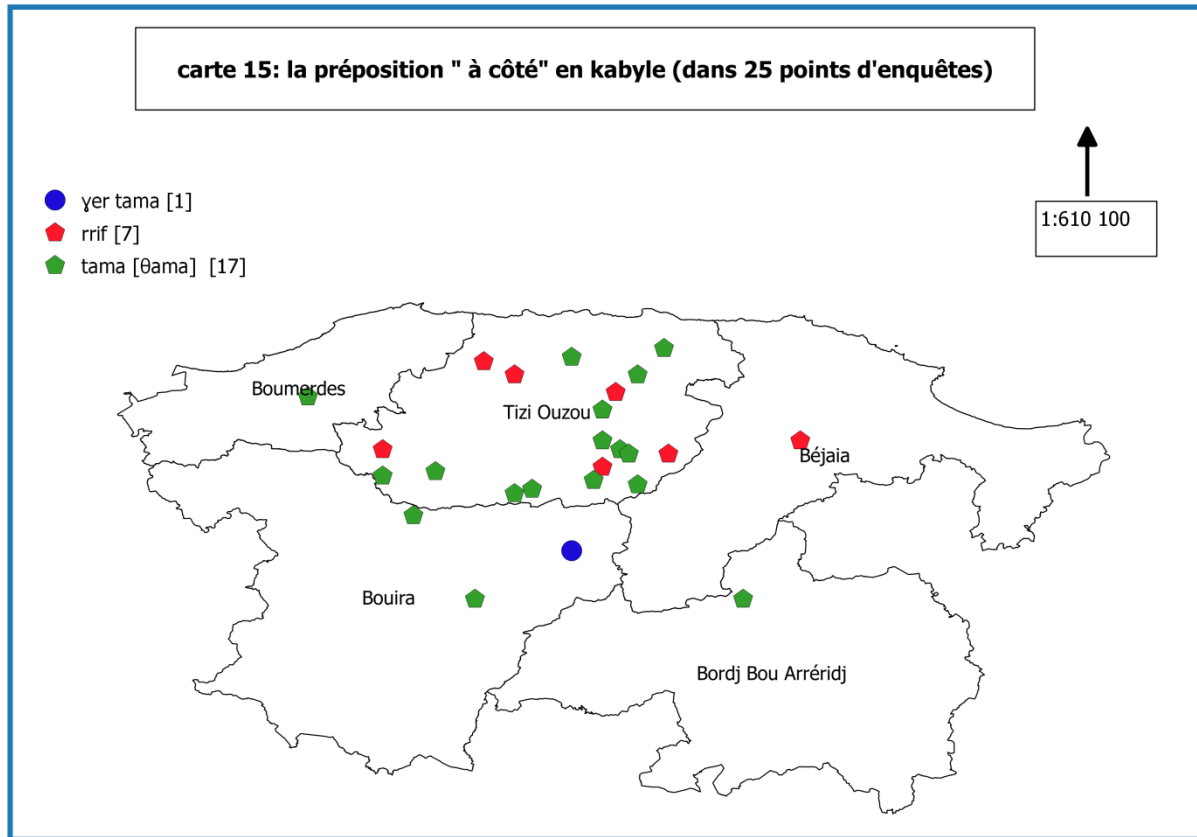 carte 15: la préposition " à côté" en kabyle (dans 25 points d'enquêtes)
1:610 100
ɣer tama [1]
rrif [7]
tama [θama] [17]
Boumerdes
Tizi Ouzou
Béjaia
Bouira
Bordj Bou Arréridj